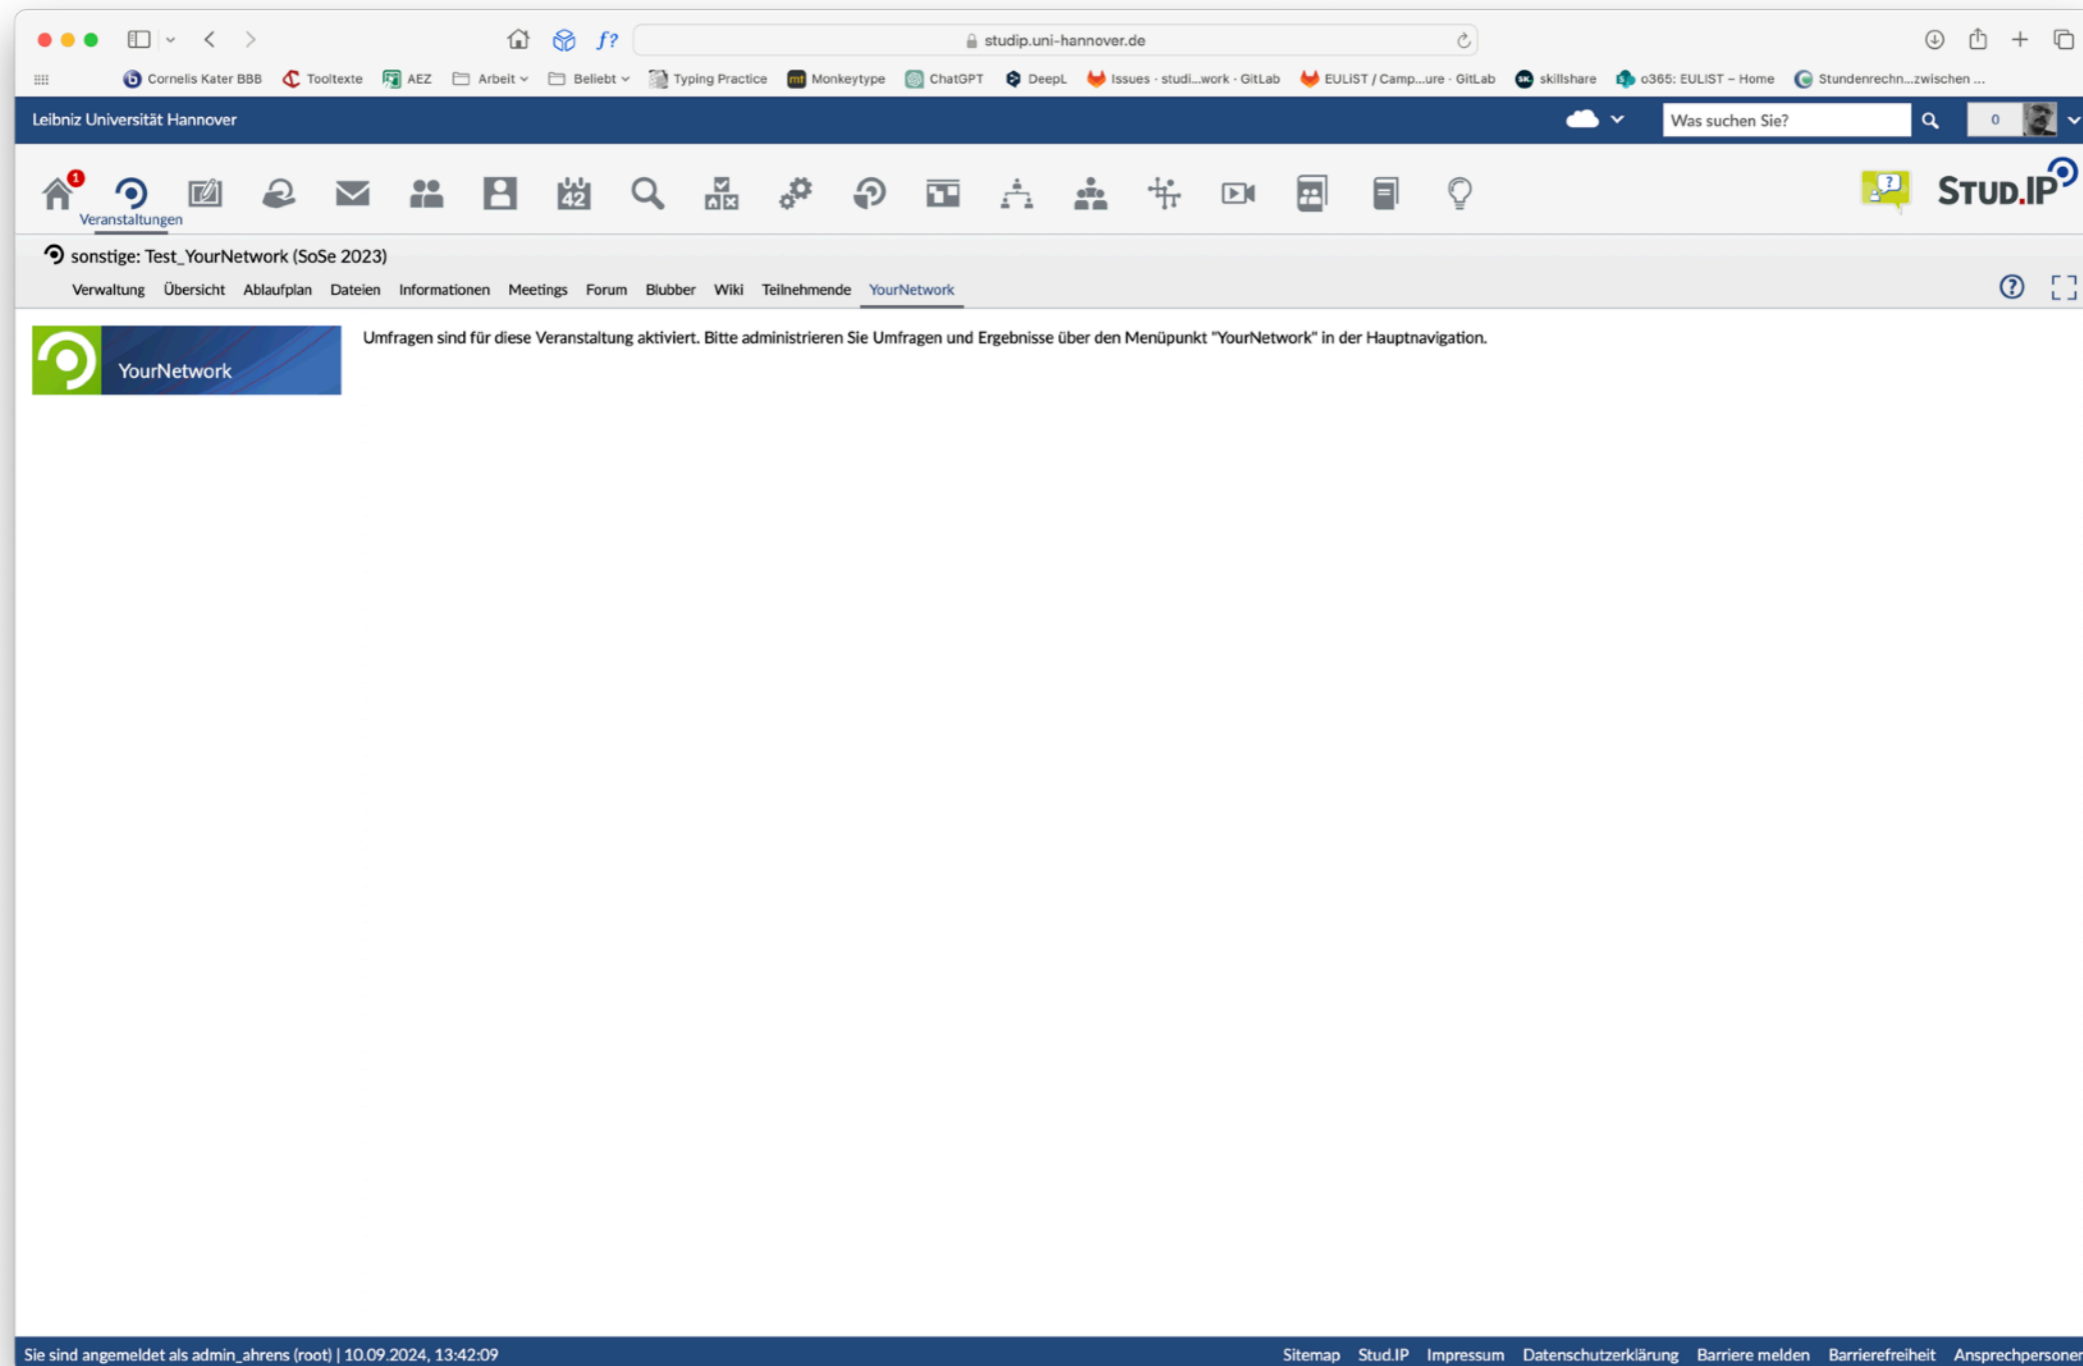 f?
studip.uni-hannover.de
Cornelis Kater BBB Tooltexte AEZ Arbeit Beliebt Typing Practice mt Monkeytype ChatGPT DeepL Issues · studi...work · GitLab EULiST / Camp...ure · GitLab SK skillshare o365: EULIST – Home Stundenrechn...zwischen ...
Leibniz Universität Hannover
Was suchen Sie?
0
1
42
Veranstaltungen
?
STUD.IP
sonstige: Test_YourNetwork (SoSe 2023)
Verwaltung Übersicht Ablaufplan Dateien Informationen Meetings Forum Blubber Wiki Teilnehmende YourNetwork
?
Umfragen sind für diese Veranstaltung aktiviert. Bitte administrieren Sie Umfragen und Ergebnisse über den Menüpunkt "YourNetwork" in der Hauptnavigation.
YourNetwork
Sie sind angemeldet als admin_ahrens (root) | 10.09.2024, 13:42:09
Sitemap Stud.IP Impressum Datenschutzerklärung Barriere melden Barrierefreiheit Ansprechpersonen